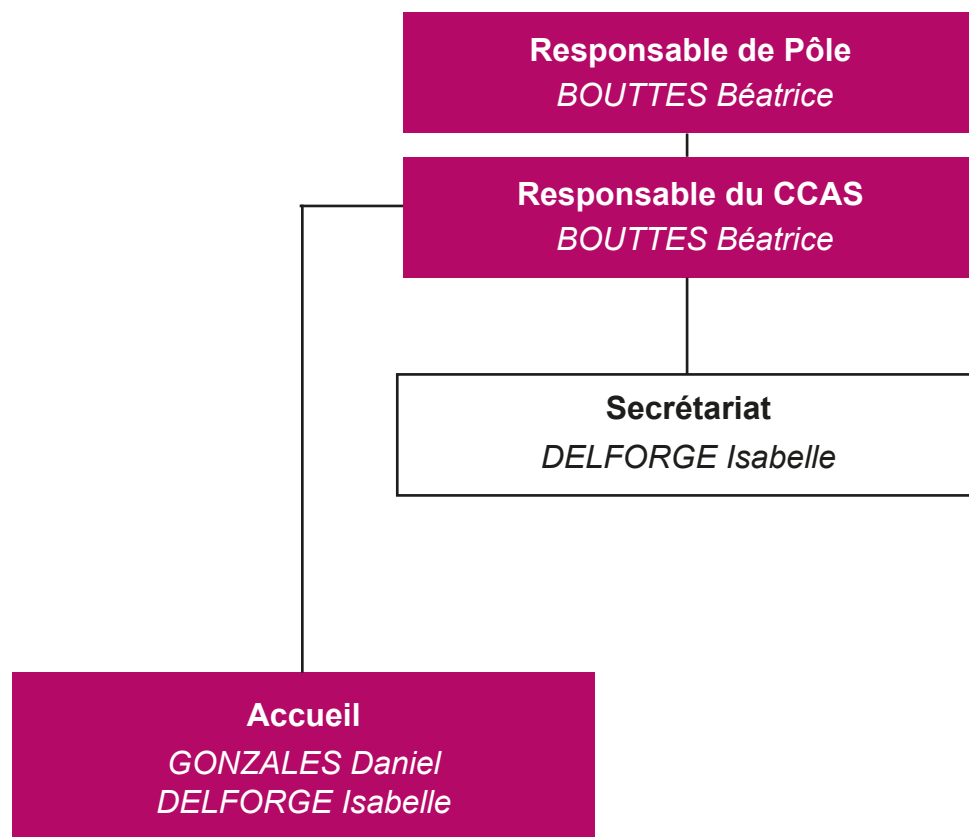 Responsable de Pôle
BOUTTES Béatrice
Responsable du CCAS
BOUTTES Béatrice
Secrétariat
DELFORGE Isabelle
Accueil
GONZALES Daniel
DELFORGE Isabelle